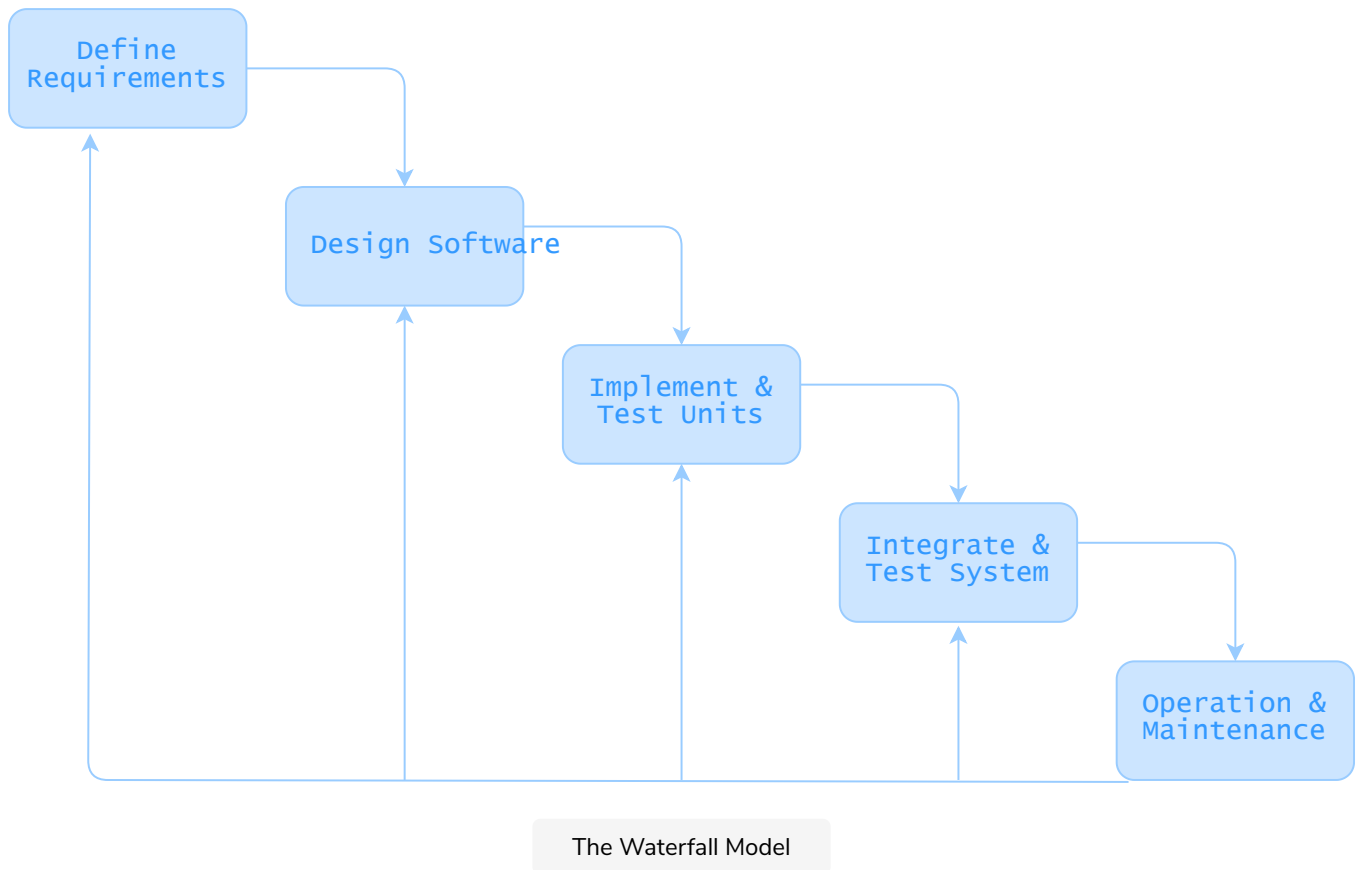 Define
Requirements
Design Software
Implement &
Test Units
Integrate &
Test System
Operation &
Maintenance
The Waterfall Model